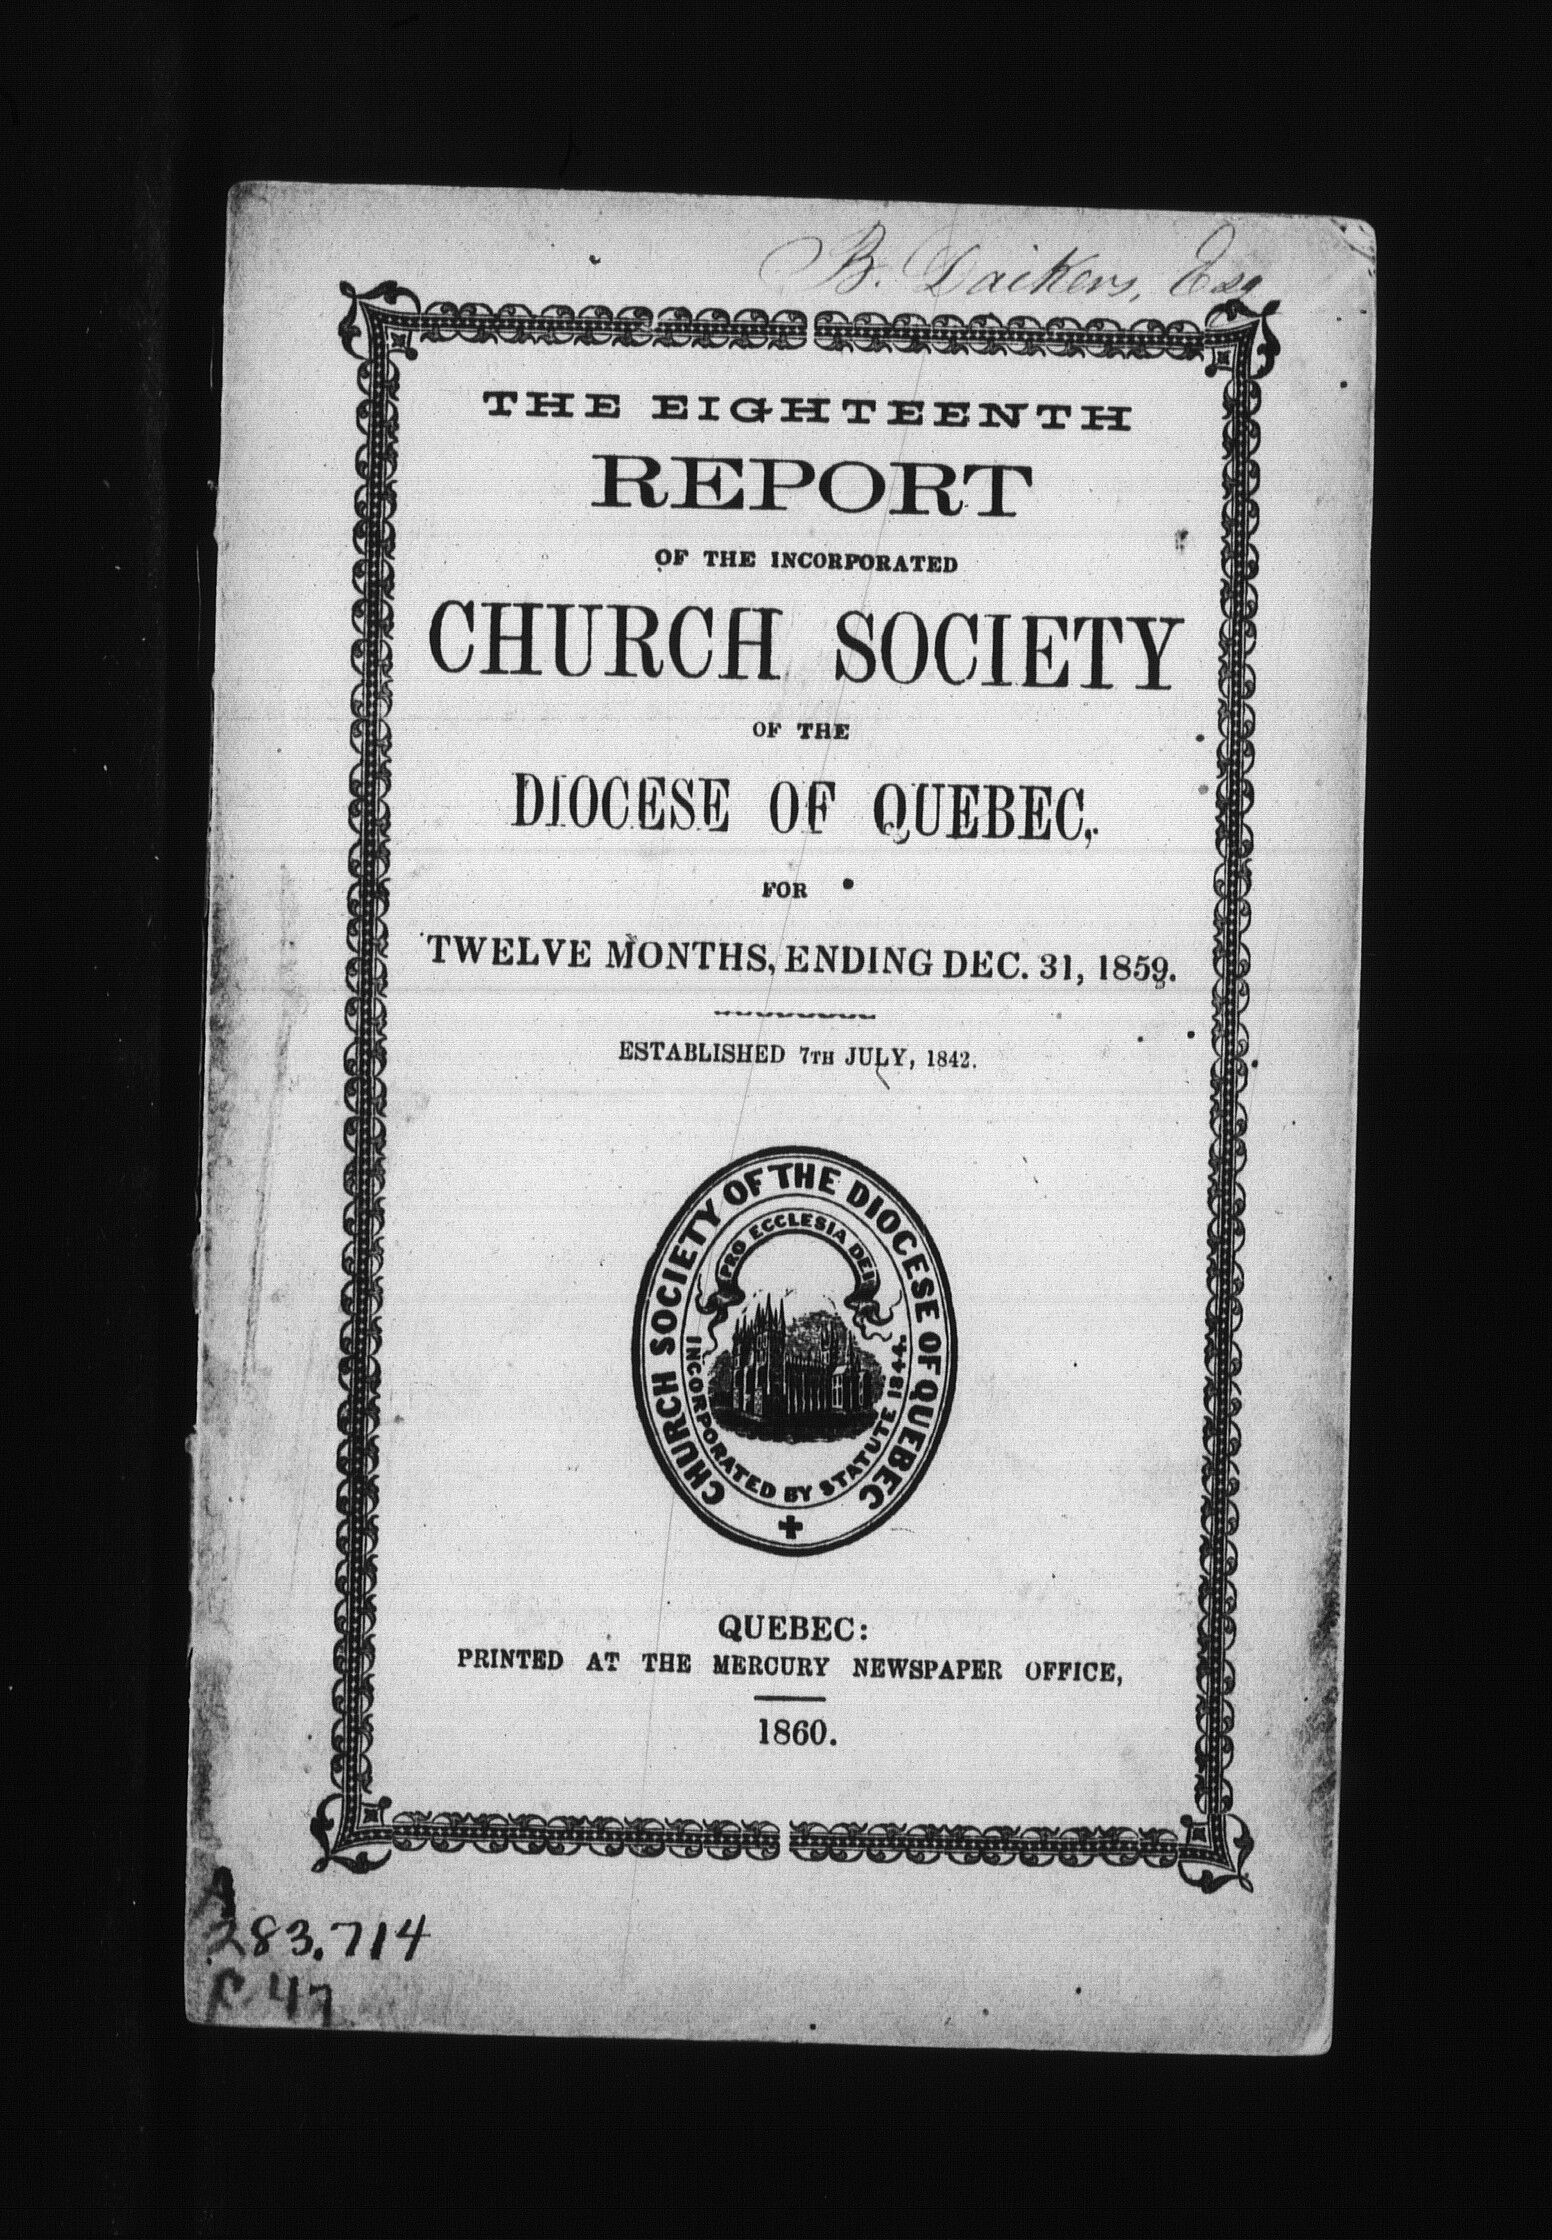 B. Daikers, Esq
THE EIGHTEENTH
REPORT
OF THE INCORPORATED
CHURCH SOCIETY
OF THE
DIOCESE OF QUEBEC,
FOR
TWELVE MONTHS, ENDING DEC. 31, 1859.
ESTABLISHED 7TH JULY, 1842.
CHURCH SOCIETY OF THE DIOCESE OF QUEBEC
PRO ECCLESIA DEI
INCORPORATED BY STATUTE 1844.
QUEBEC:
PRINTED AT THE MERCURY NEWSPAPER OFFICE,
1860.
A
283.714
C47